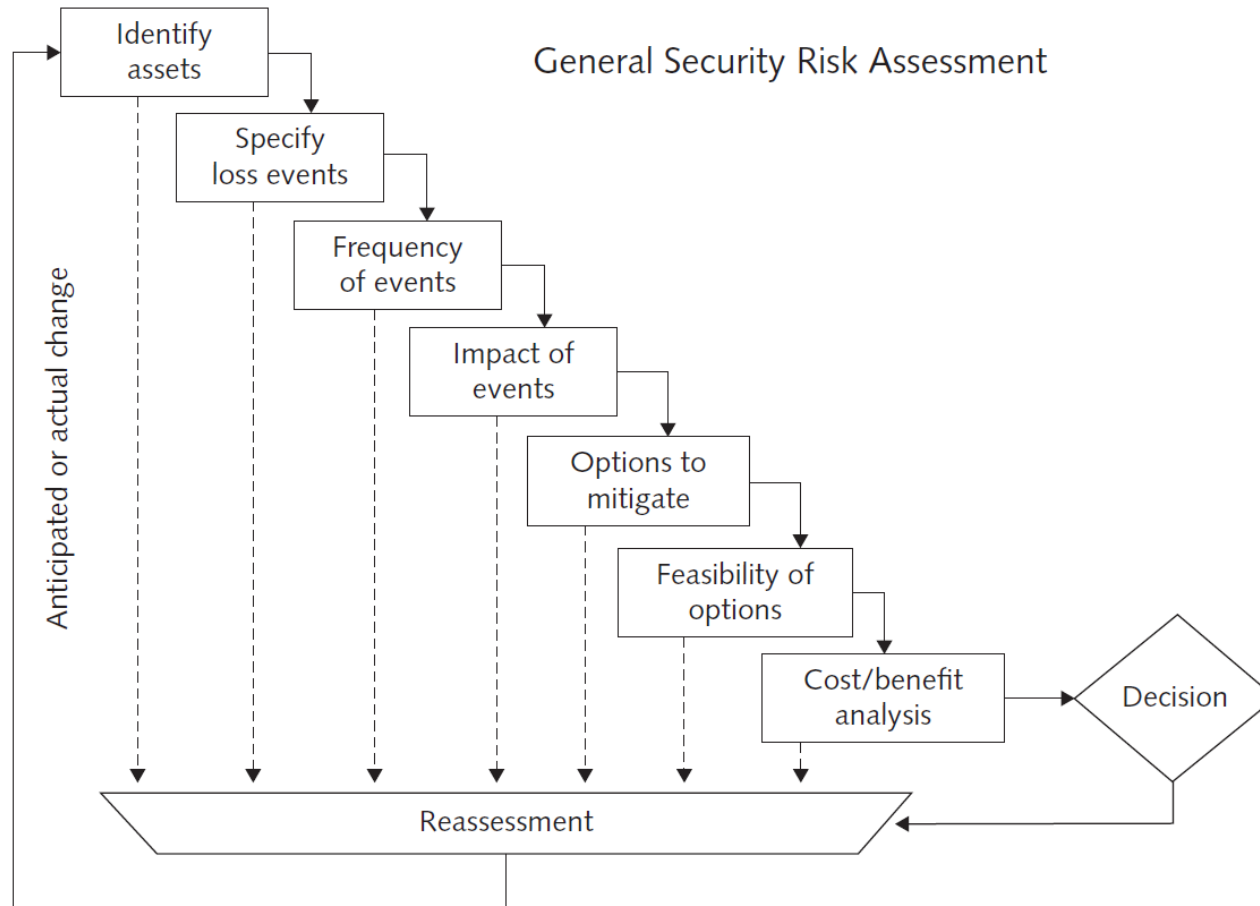 General Security Risk Assessment
Identify
assets
Specify
loss events
Frequency
of events
Impact of
events
Options to
mitigate
Feasibility of
options
Cost/benefit
analysis
Decision
Reassessment
Anticipated or actual change